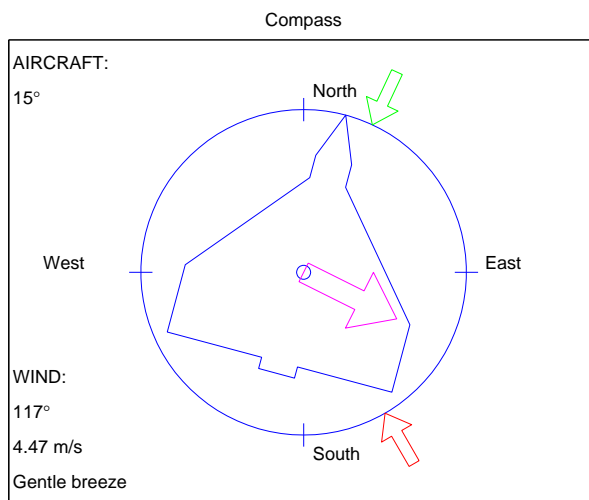 Compass
AIRCRAFT:
15°
North
West
East
WIND:
117°
4.47 m/s
South
Gentle breeze